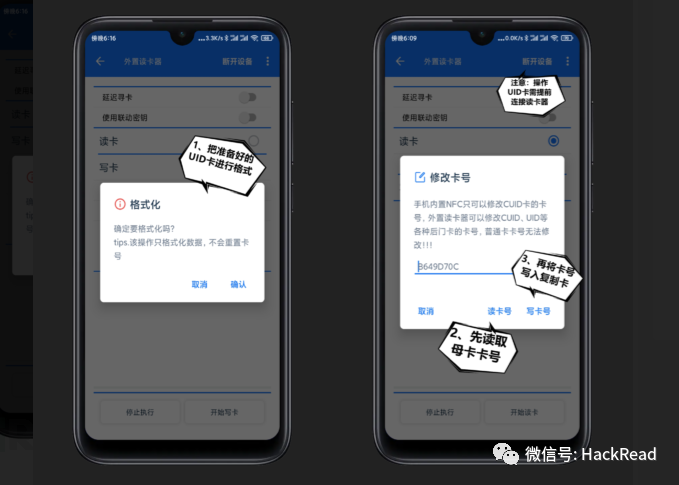 傍晚6:16
...3.3K/s
外置读卡器
断开设备
延迟寻卡
使用联动密钥
读卡
写卡
1、把准备好的
UID卡进行格式
格式化
确定要格式化吗?
tips.该操作只格式化数据，不会重置卡
号
取消
确认
停止执行
开始写卡
傍晚6:09
...0.0K/s
外置读卡器
断开设备
注意：操作
UID卡需提前
连接读卡器
延迟寻卡
使用联动密钥
读卡
修改卡号
手机内置NFC只可以修改CUID卡的卡
号，外置读卡器可以修改CUID、UID等
各种后门卡的卡号，普通卡卡号无法修
改!!!
B649D70C
3、再将卡号
写入复制卡
取消
读卡号
写卡号
2、先读取
母卡卡号
停止执行
开始读卡
微信号: HackRead